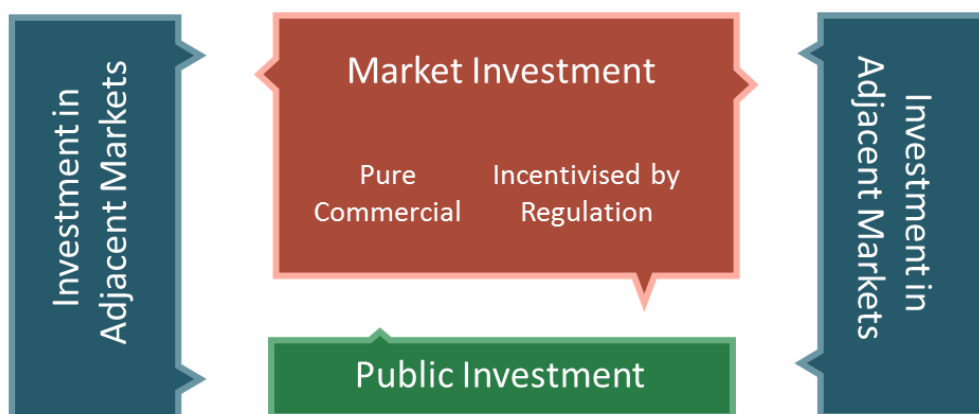 Investment in
Adjacent Markets
Market Investment
Pure
Commercial
Incentivised by
Regulation
Public Investment
Investment in
Adjacent Markets